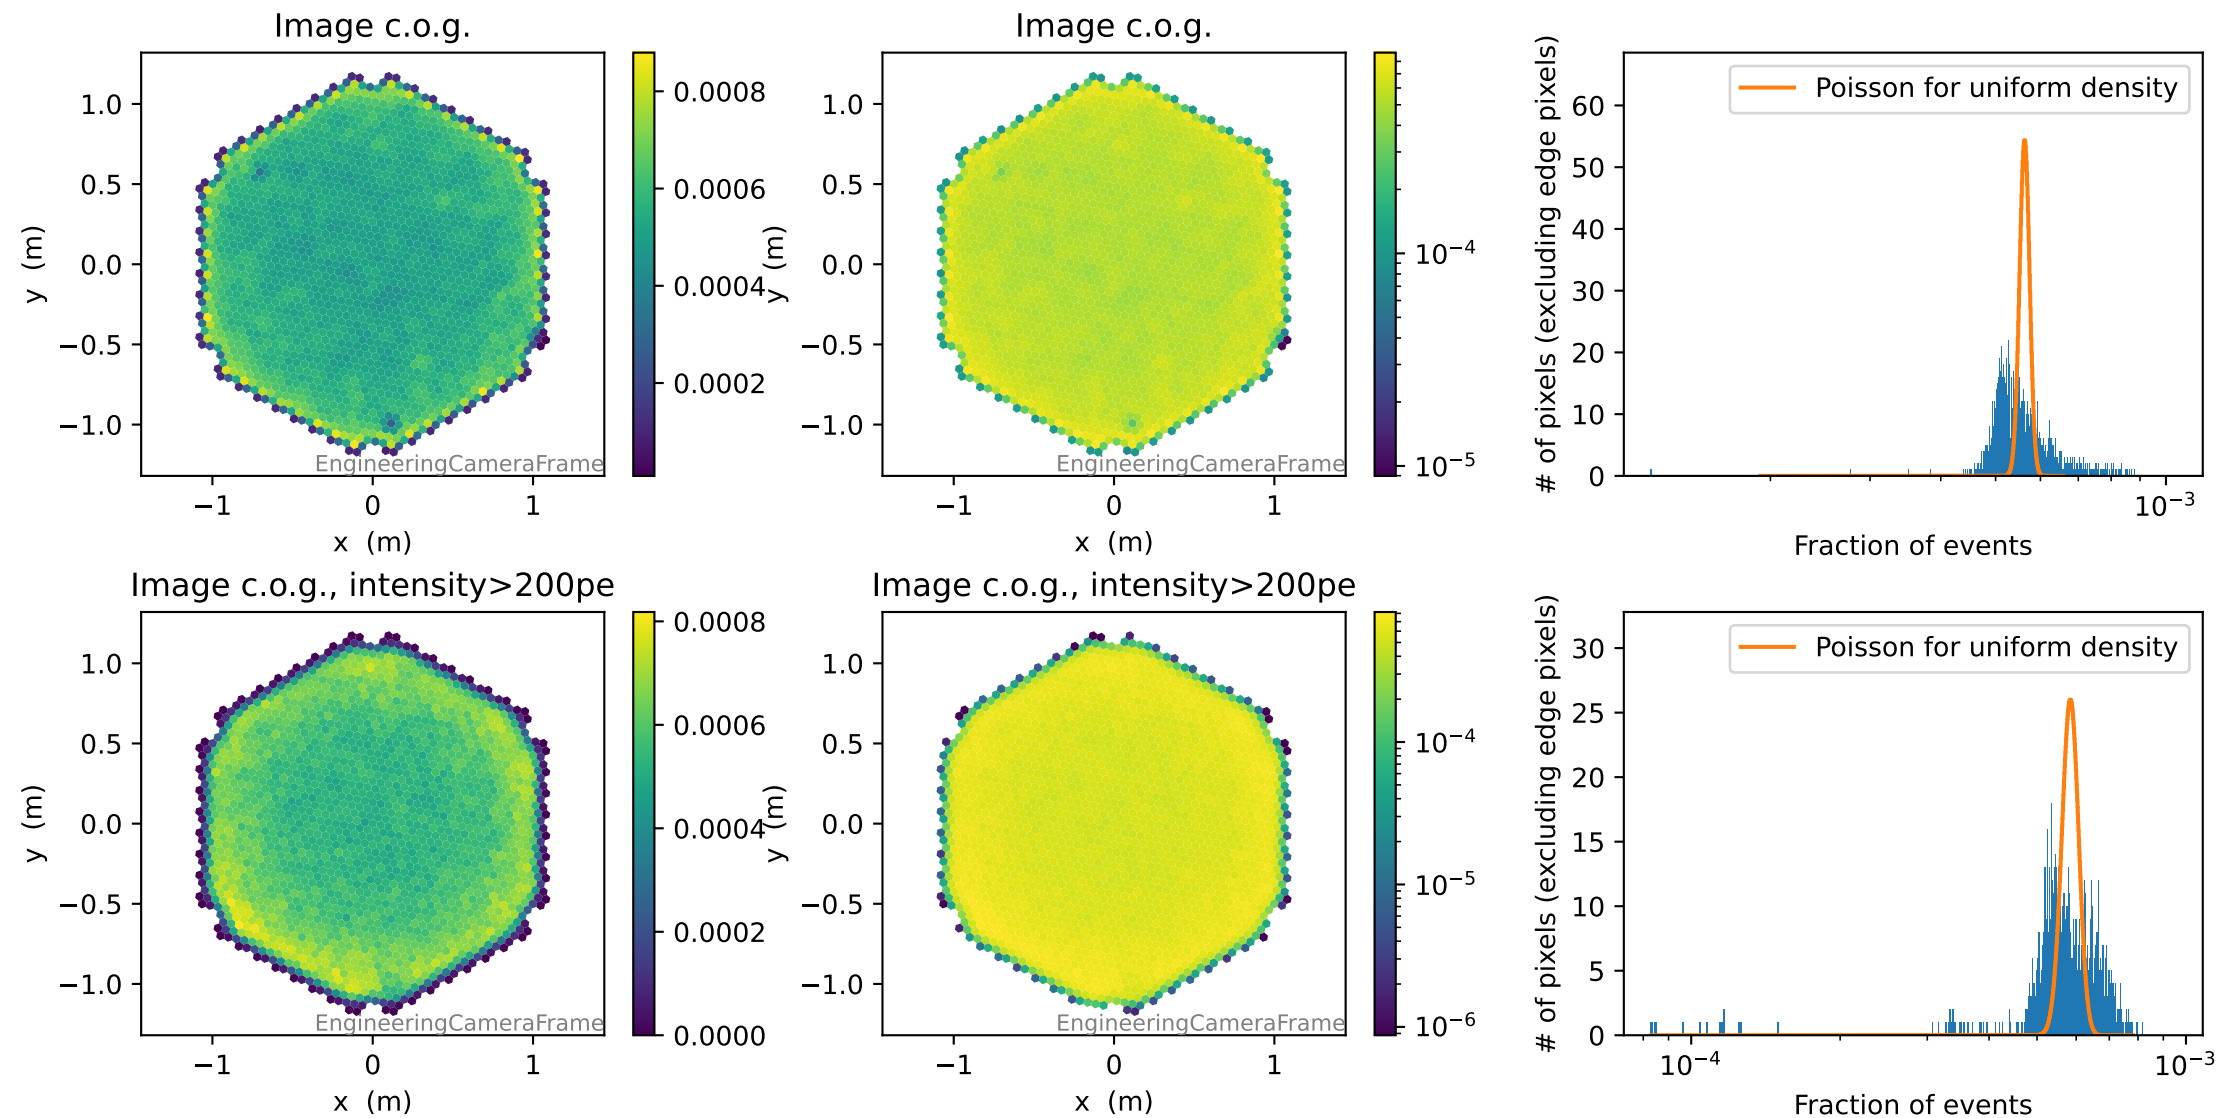 Image c.o.g.
1.0
0.5
0.0
−0.5
−1.0
y (m)
−1
0
1
x (m)
EngineeringCameraFrame
0.0008
0.0006
0.0004
0.0002
Image c.o.g.
1.0
0.5
0.0
−0.5
−1.0
y (m)
−1
0
1
x (m)
EngineeringCameraFrame
10⁻⁴
10⁻⁵
# of pixels (excluding edge pixels)
60
50
40
30
20
10
0
Poisson for uniform density
10⁻³
Fraction of events
Image c.o.g., intensity>200pe
1.0
0.5
0.0
−0.5
−1.0
y (m)
−1
0
1
x (m)
EngineeringCameraFrame
0.0008
0.0006
0.0004
0.0002
0.0000
Image c.o.g., intensity>200pe
1.0
0.5
0.0
−0.5
−1.0
y (m)
−1
0
1
x (m)
EngineeringCameraFrame
10⁻⁴
10⁻⁵
10⁻⁶
# of pixels (excluding edge pixels)
30
25
20
15
10
5
0
Poisson for uniform density
10⁻⁴
10⁻³
Fraction of events